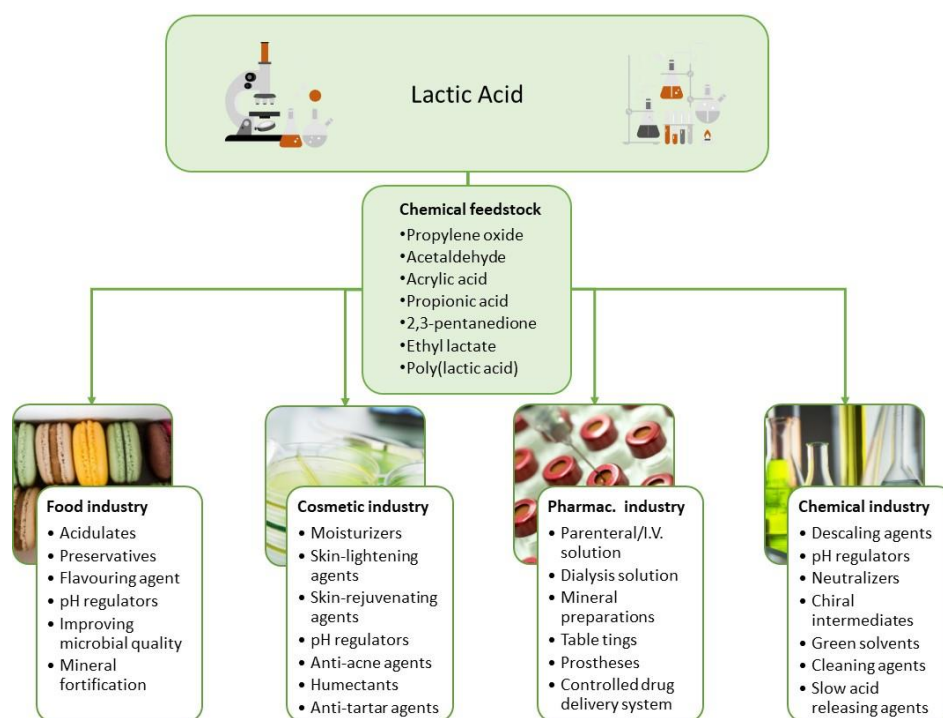 Lactic Acid
Chemical feedstock
•Propylene oxide
•Acetaldehyde
•Acrylic acid
•Propionic acid
•2,3-pentanedione
•Ethyl lactate
•Poly(lactic acid)
Food industry
• Acidulates
• Preservatives
• Flavouring agent
• pH regulators
• Improving
microbial quality
• Mineral
fortification
Cosmetic industry
• Moisturizers
• Skin-lightening
agents
• Skin-rejuvenating
agents
• pH regulators
• Anti-acne agents
• Humectants
• Anti-tartar agents
Pharmac. industry
• Parenteral/I.V.
solution
• Dialysis solution
• Mineral
preparations
• Table tings
• Prostheses
• Controlled drug
delivery system
Chemical industry
• Descaling agents
• pH regulators
• Neutralizers
• Chiral
intermediates
• Green solvents
• Cleaning agents
• Slow acid
releasing agents